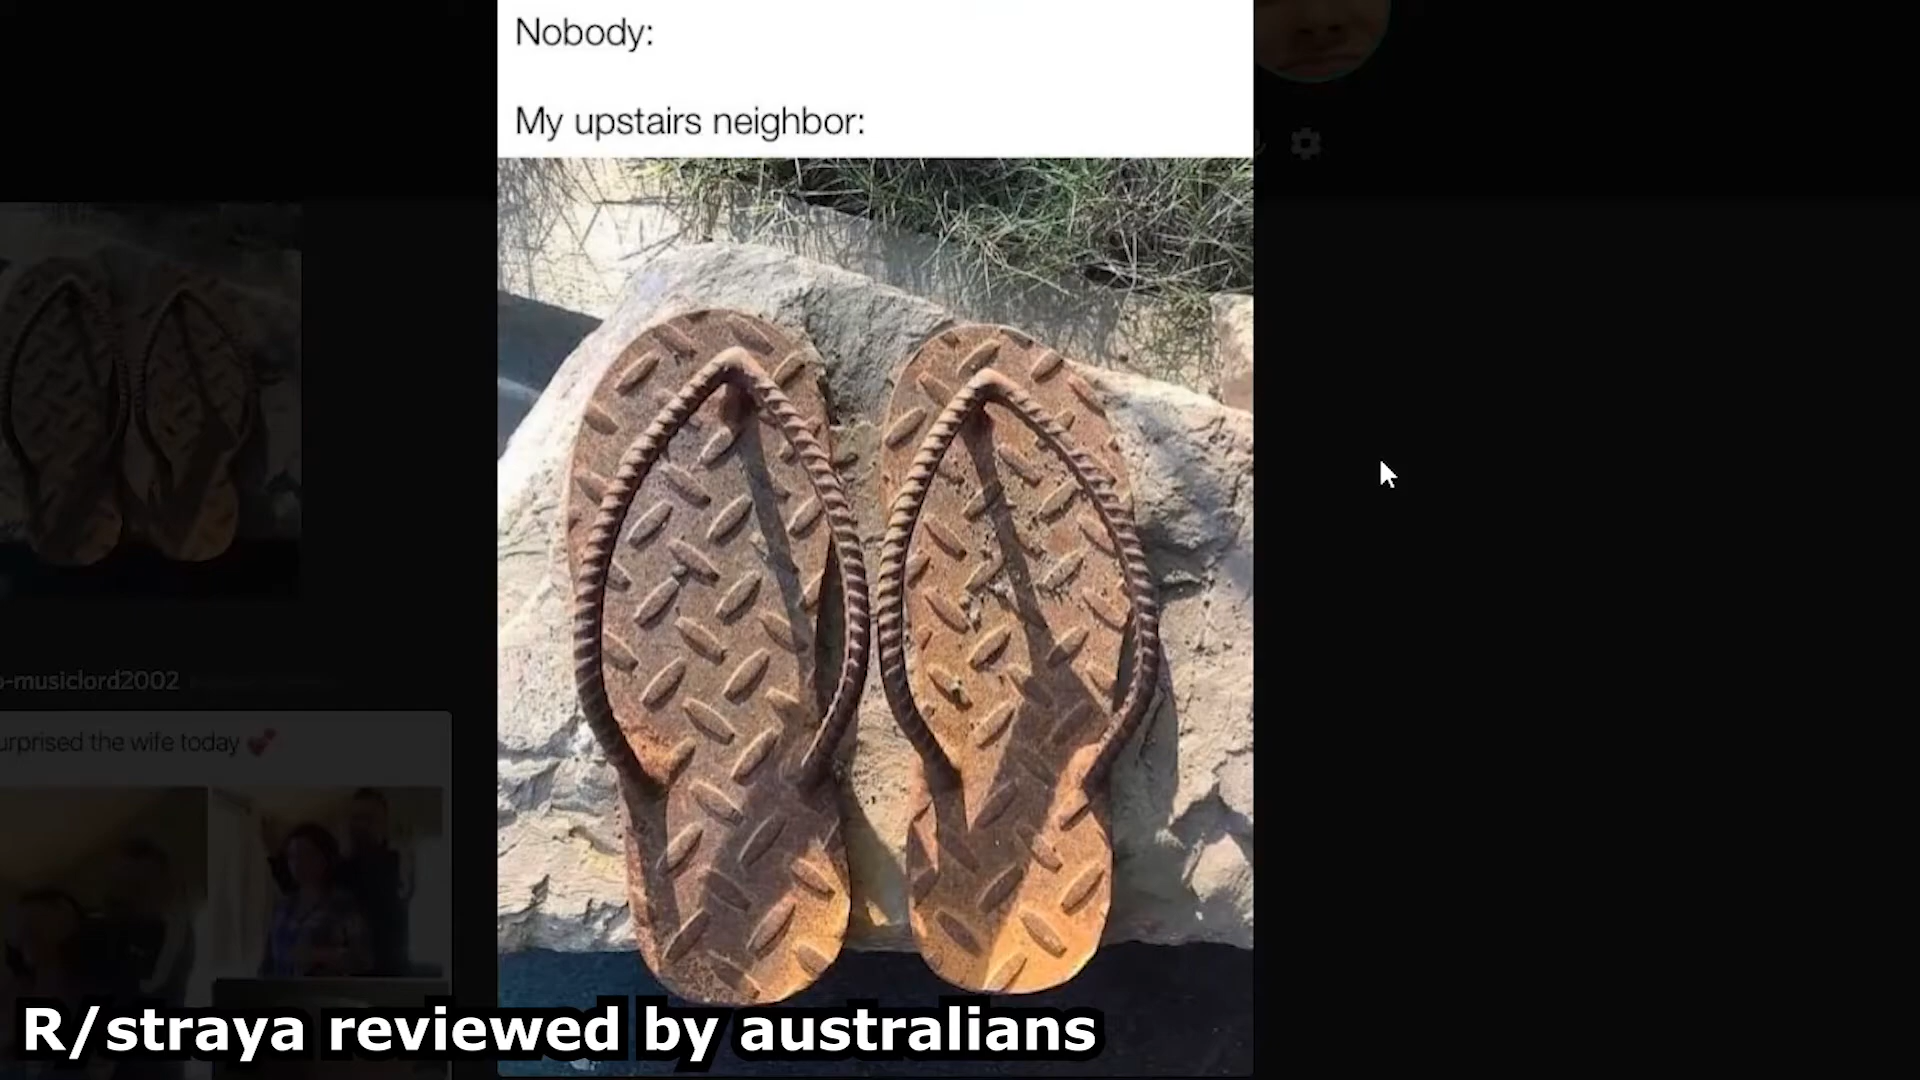 Nobody:
My upstairs neighbor:
-musiclord2002
urprised the wife today
R/straya reviewed by australians